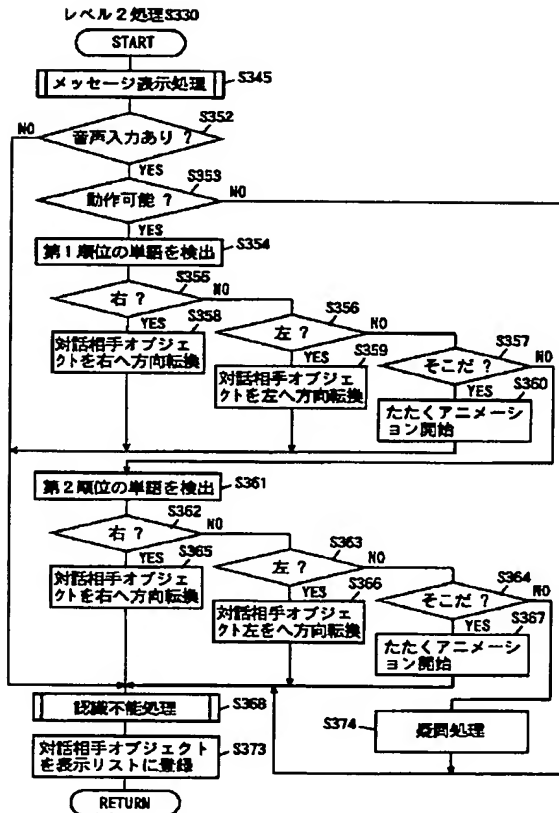 レベル2処理S330
START
メッセージ表示処理
S345
音声入力あり?
S352
NO
YES
動作可能?
S353
NO
YES
第1順位の単語を検出
S354
右?
S355
NO
YES
S358
対話相手オブジェ
クトを右へ方向転換
左?
S356
NO
YES
S359
対話相手オブジェ
クトを左へ方向転換
そこだ?
S357
NO
YES
S360
たたくアニメーシ
ョン開始
第2順位の単語を検出
S361
右?
S362
NO
YES
S365
対話相手オブジェ
クトを右へ方向転換
左?
S363
NO
YES
S366
対話相手オブジェ
クト左をへ方向転換
そこだ?
S364
NO
YES
S367
たたくアニメーシ
ョン開始
認識不能処理
S368
S374
疑問処理
対話相手オブジェクト
を表示リストに登録
S373
RETURN